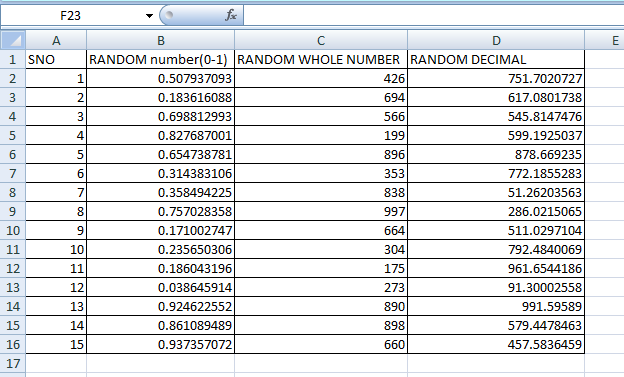 F23 fx
A B C D E
1 SNO RANDOM number(0-1) RANDOM WHOLE NUMBER RANDOM DECIMAL
2 1 0.507937093 426 751.7020727
3 2 0.183616088 694 617.0801738
4 3 0.698812993 566 545.8147476
5 4 0.827687001 199 599.1925037
6 5 0.654738781 896 878.669235
7 6 0.314383106 353 772.1855283
8 7 0.358494225 838 51.26203563
9 8 0.757028358 997 286.0215065
10 9 0.171002747 664 511.0297104
11 10 0.235650306 304 792.4840069
12 11 0.186043196 175 961.6544186
13 12 0.038645914 273 91.30002558
14 13 0.924622552 890 991.59589
15 14 0.861089489 898 579.4478463
16 15 0.937357072 660 457.5836459
17